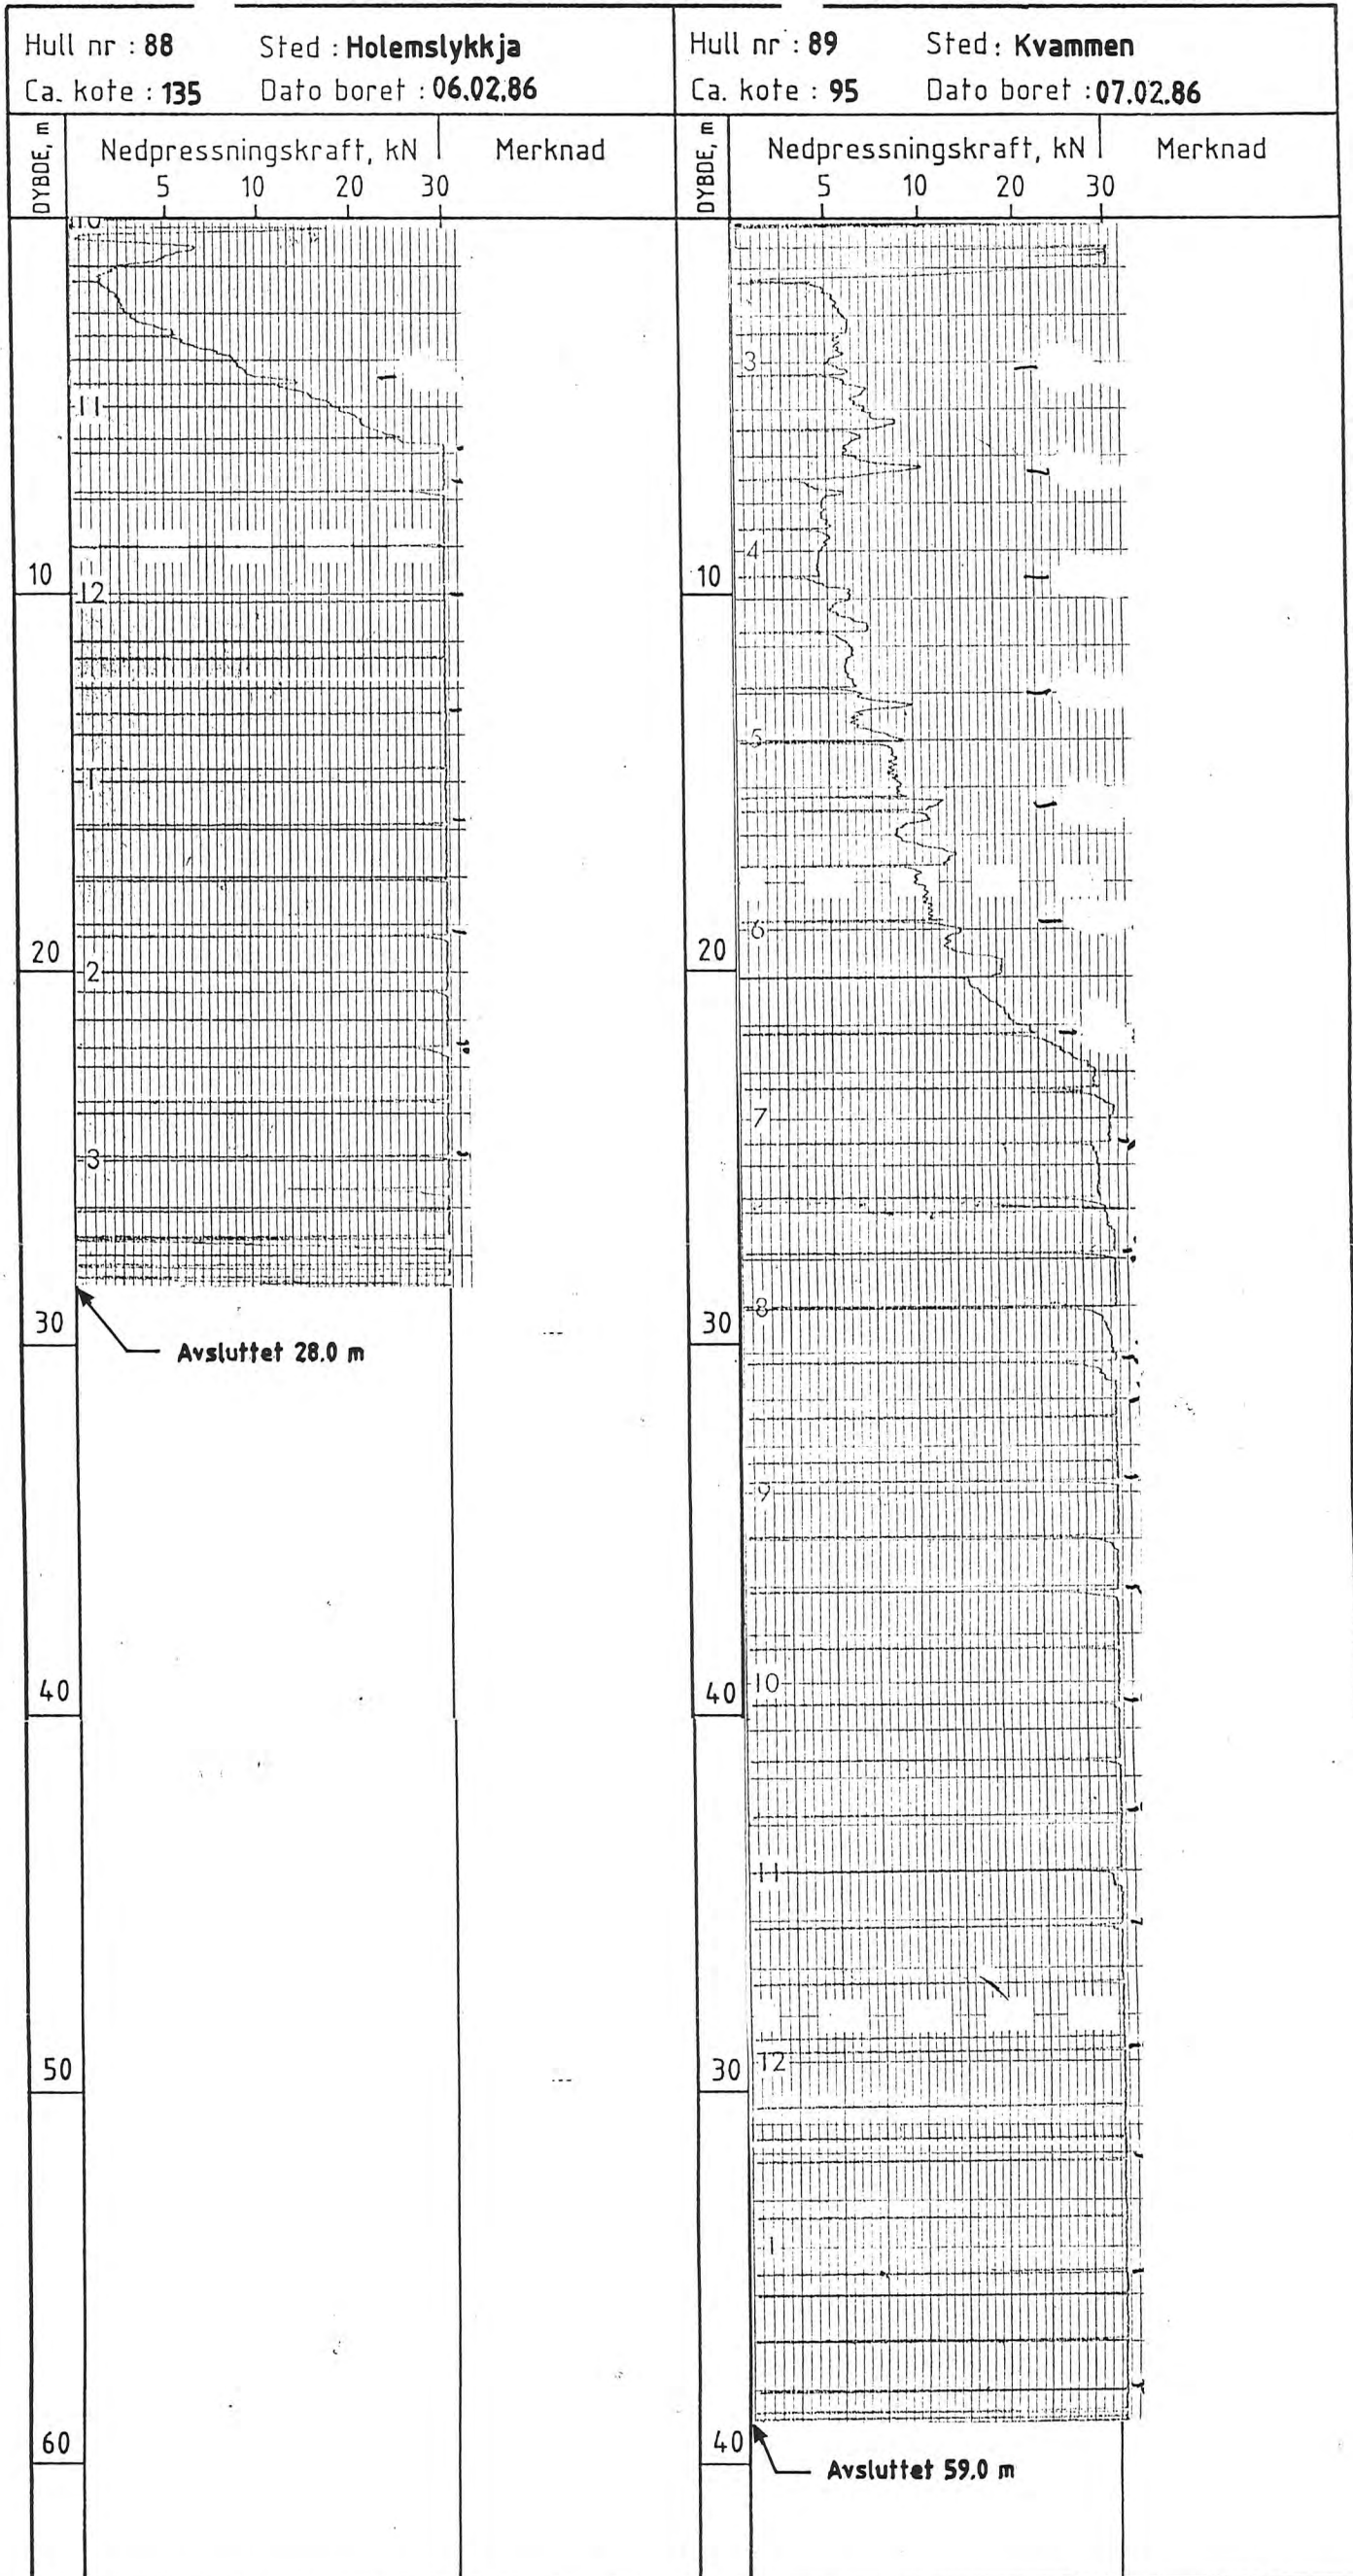 Hull nr : 88 Sted : Holemslykkja
Ca. kote : 135 Dato boret : 06.02.86
DYBDE, m
Nedpressningskraft, kN
Merknad
5 10 20 30
10
11
12
1
2
3
10
20
30
40
50
60
Avsluttet 28.0 m
Hull nr : 89 Sted : Kvammen
Ca. kote : 95 Dato boret : 07.02.86
DYBDE, m
Nedpressningskraft, kN
Merknad
5 10 20 30
3
4
5
6
7
8
9
10
11
12
1
10
20
30
40
30
40
Avsluttet 59.0 m